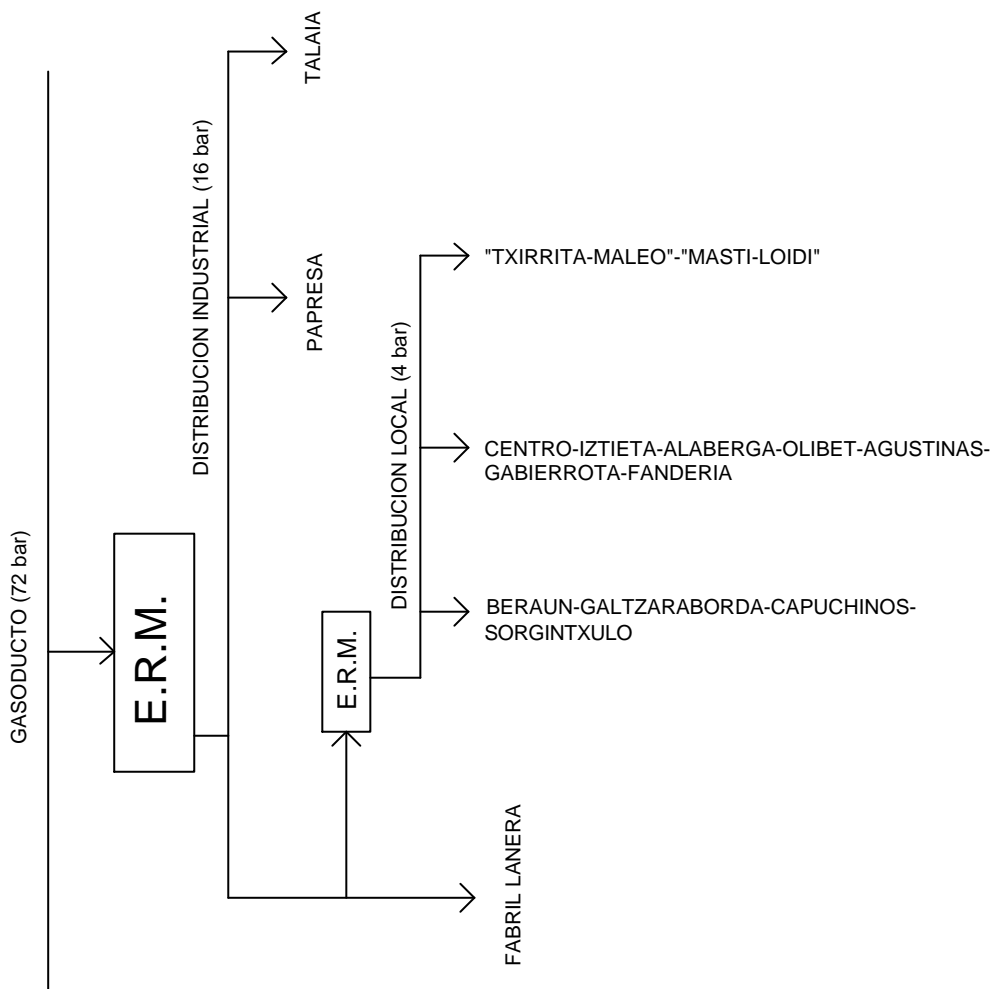 GASODUCTO (72 bar)
E.R.M.
DISTRIBUCION INDUSTRIAL (16 bar)
TALAIA
PAPRESA
FABRIL LANERA
E.R.M.
DISTRIBUCION LOCAL (4 bar)
"TXIRRITA-MALEO"-"MASTI-LOIDI"
CENTRO-IZTIETA-ALABERGA-OLIBET-AGUSTINAS-
GABIERROTA-FANDERIA
BERAUN-GALTZARABORDA-CAPUCHINOS-
SORGINTXULO